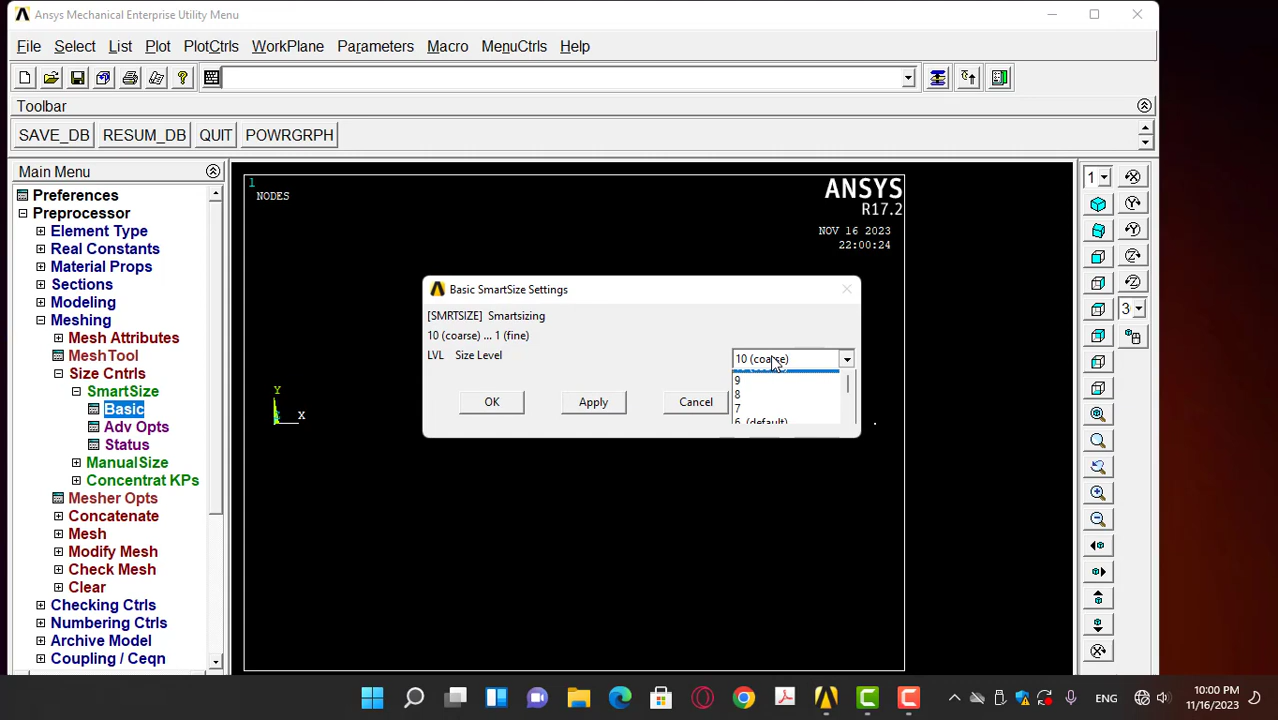 Ansys Mechanical Enterprise Utility Menu
File Select List Plot PlotCtrls WorkPlane Parameters Macro MenuCtrls Help
Toolbar
SAVE_DB RESUM_DB QUIT POWRGRPH
Main Menu
Preferences
Preprocessor
Element Type
Real Constants
Material Props
Sections
Modeling
Meshing
Mesh Attributes
MeshTool
Size Cntrls
SmartSize
Basic
Adv Opts
Status
ManualSize
Concentrat KPs
Mesher Opts
Concatenate
Mesh
Modify Mesh
Check Mesh
Clear
Checking Ctrls
Numbering Ctrls
Archive Model
Coupling / Ceqn
1
NODES
ANSYS
R17.2
NOV 16 2023
22:00:24
Y
X
Basic SmartSize Settings
[SMRTSIZE] Smartsizing
10 (coarse) ... 1 (fine)
LVL Size Level
10 (coarse)
9
8
7
6 (default)
OK Apply Cancel
1
3
ENG
10:00 PM
11/16/2023